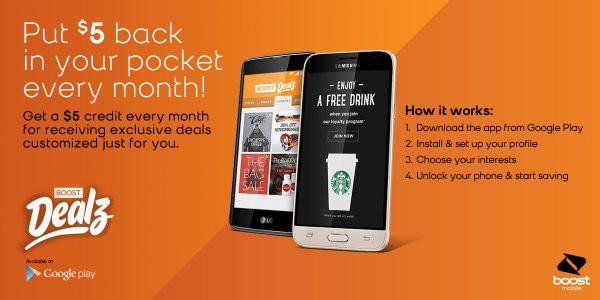 Put $5 back
in your pocket
every month!
Get a $5 credit every month
for receiving exclusive deals
customized just for you.
BOOST
Dealz
Available on
Google play
LG
BOOST Dealz
THE
BAG
SALE
SAMSUNG
ENJOY
A FREE DRINK
when you join
our loyalty program*
JOIN NOW
How it works:
1. Download the app from Google Play
2. Install & set up your profile
3. Choose your interests
4. Unlock your phone & start saving
boost
mobile